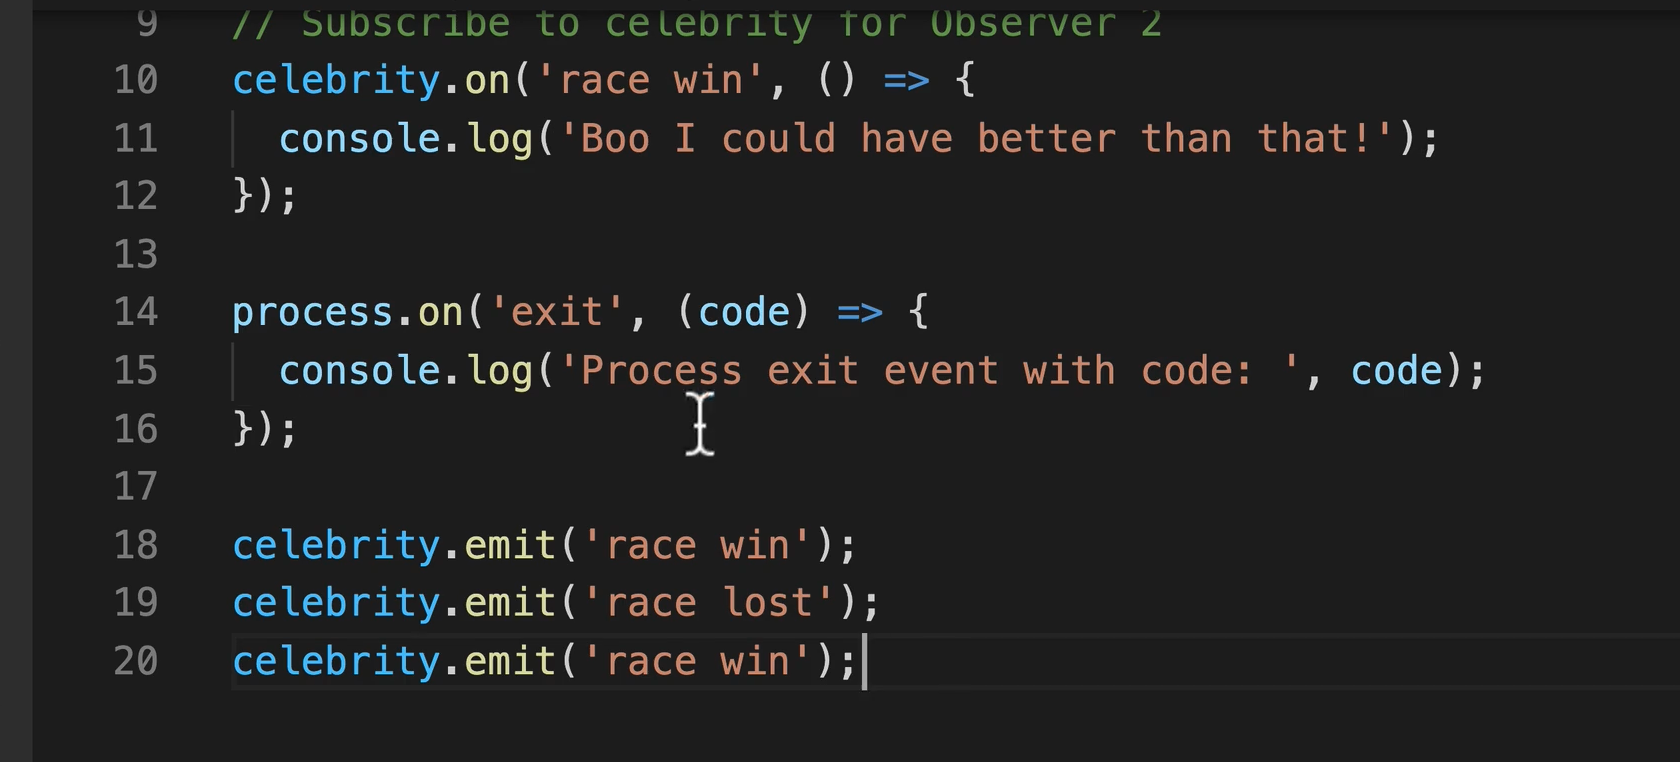 9 // Subscribe to celebrity for Observer 2
10 celebrity.on('race win', () => {
11 console.log('Boo I could have better than that!');
12 });
13
14 process.on('exit', (code) => {
15 console.log('Process exit event with code: ', code);
16 });
17
18 celebrity.emit('race win');
19 celebrity.emit('race lost');
20 celebrity.emit('race win');